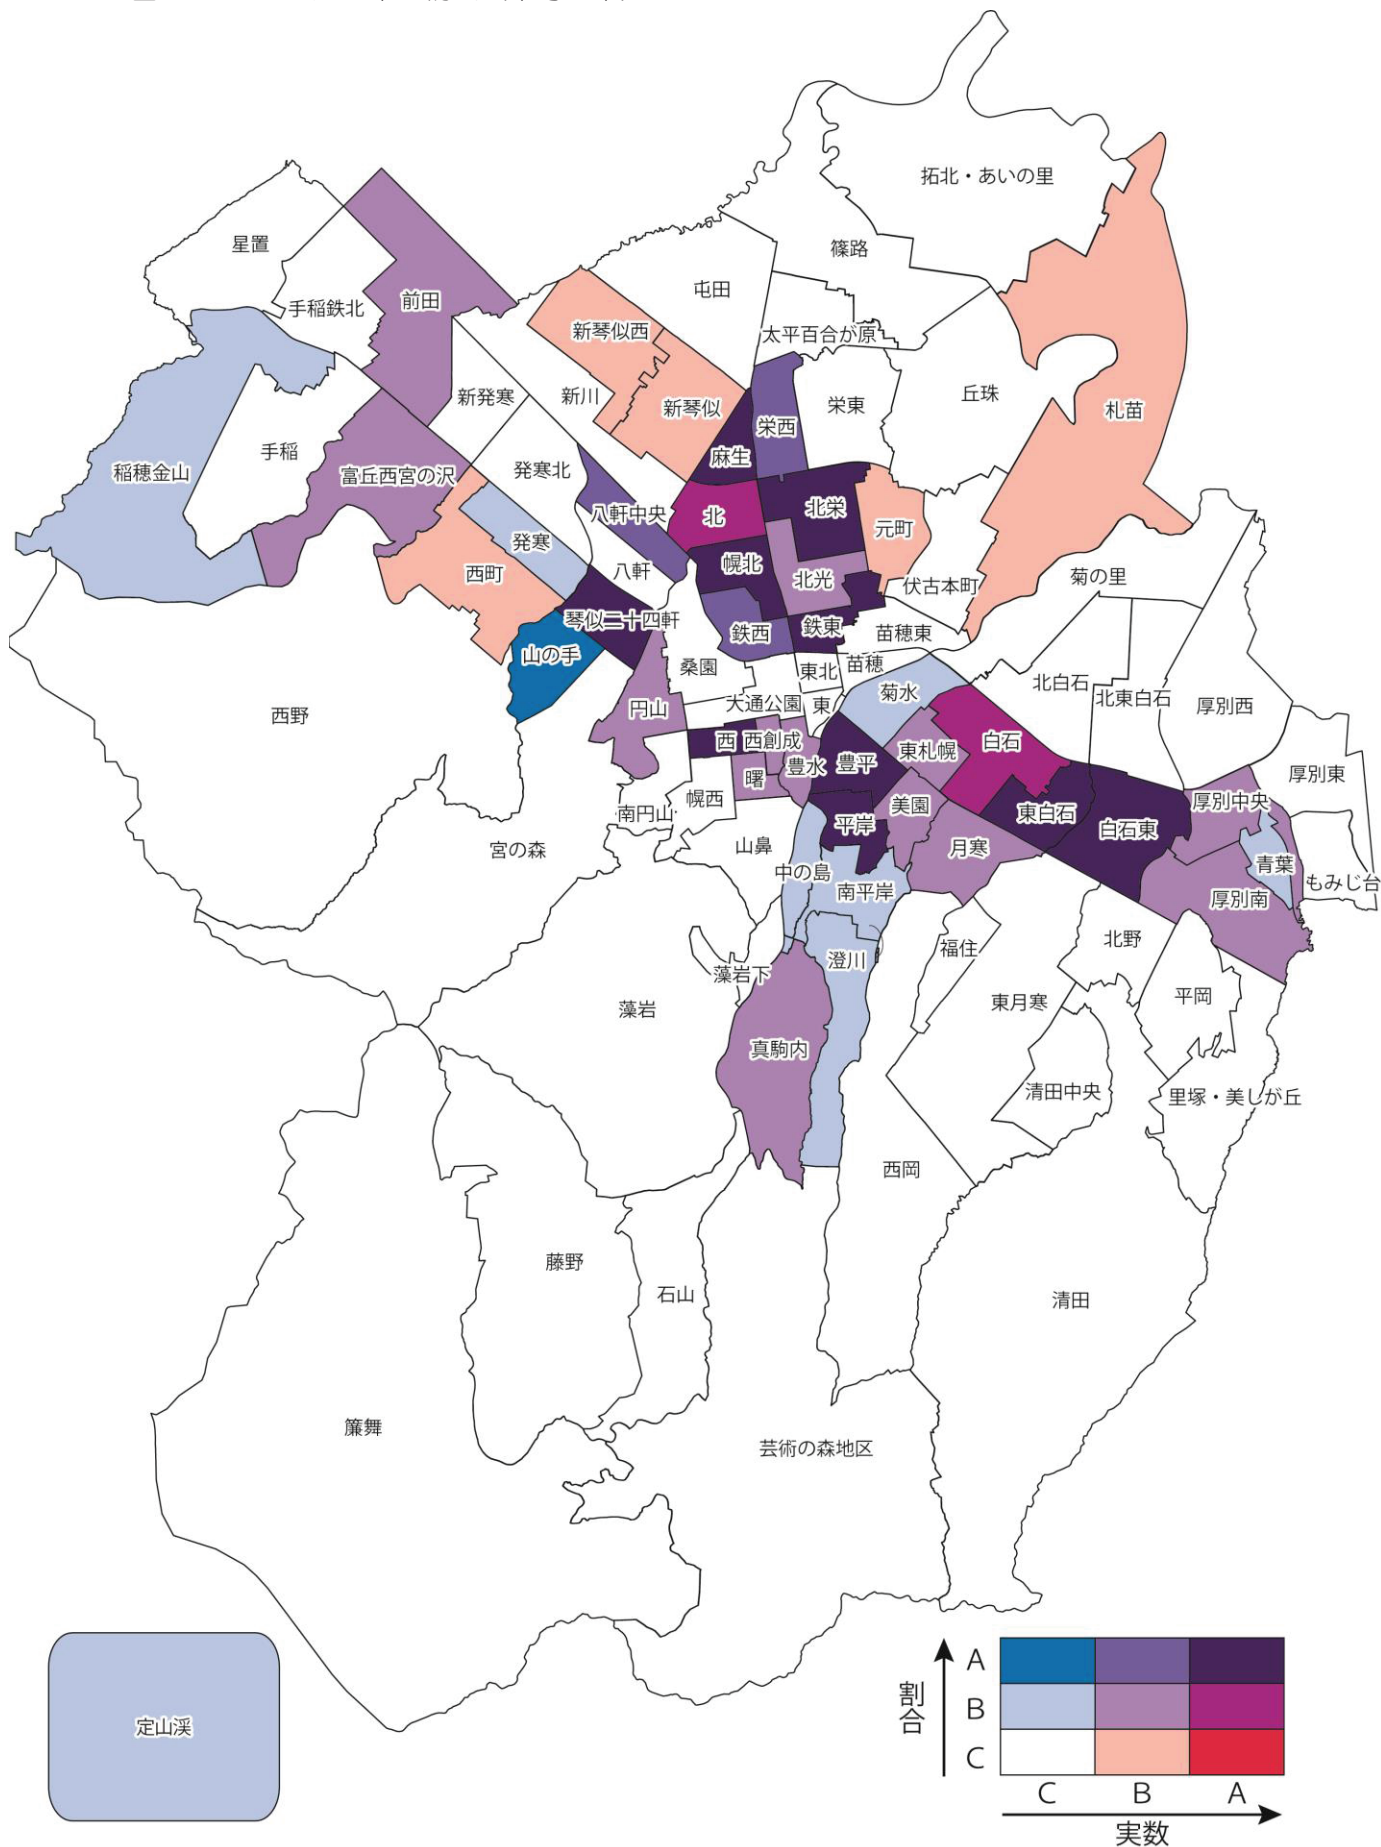 拓北・あいの里
星置
篠路
屯田
手稲鉄北
前田
新琴似西
太平百合が原
新発寒
新川
新琴似
栄東
丘珠
札苗
栄西
手稲
麻生
稲穂金山
富丘西宮の沢
発寒北
八軒中央
北
北栄
元町
発寒
西町
八軒
幌北
北光
伏古本町
菊の里
琴似二十四軒
鉄西
鉄東
苗穂東
山の手
桑園
東北
苗穂
菊水
北白石
北東白石
厚別西
西野
円山
大通公園
東
西
西創成
豊水
豊平
東札幌
白石
厚別東
曙
幌西
南円山
美園
東白石
白石東
厚別中央
平岸
宮の森
山鼻
月寒
中の島
南平岸
青葉
もみじ台
厚別南
藻岩下
澄川
福住
北野
藻岩
東月寒
平岡
真駒内
清田中央
里塚・美しが丘
西岡
藤野
石山
清田
簾舞
芸術の森地区
定山渓
割合
A
B
C
C B A
実数